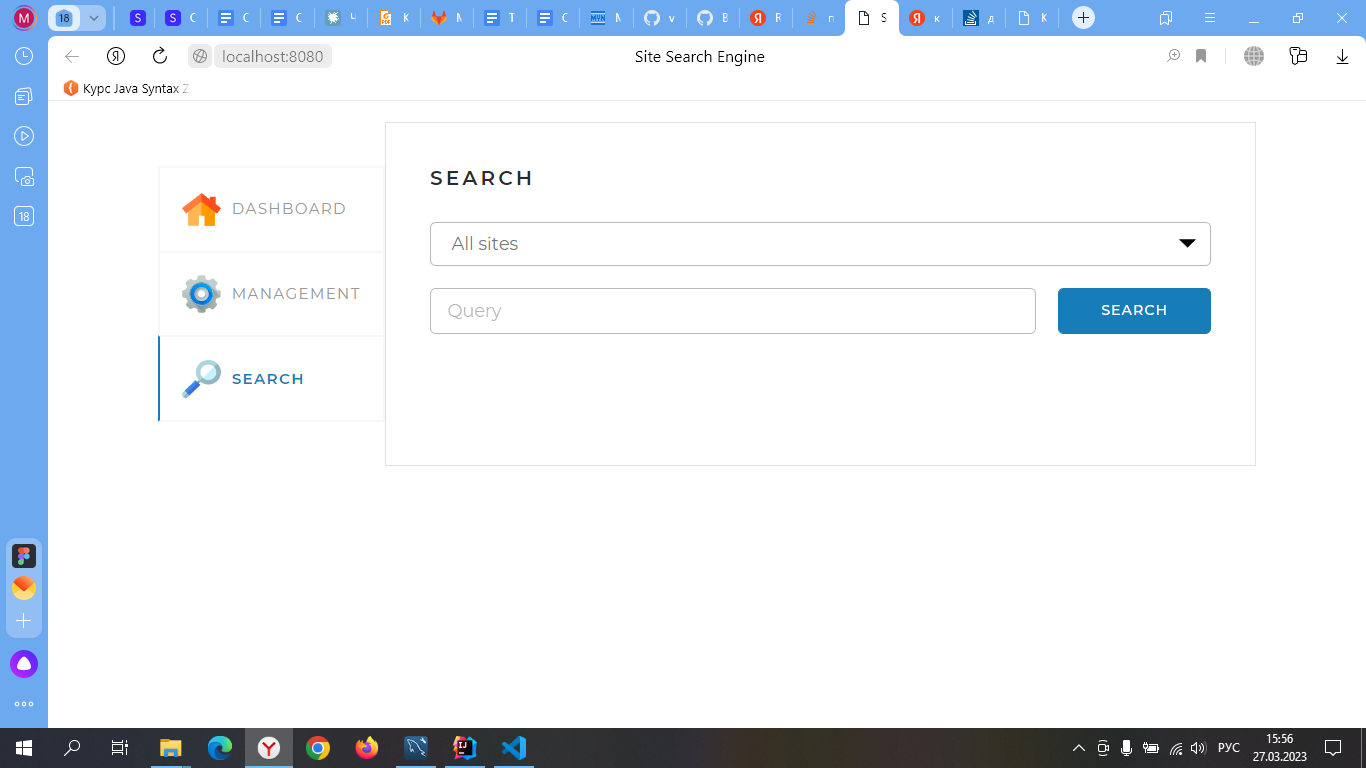 M
18
S
S
C
C
C
Ч
K
M
T
C
MVN
M
v
B
Я
R
п
S
Я
к
д
К
Я
localhost:8080
Site Search Engine
Курс Java Syntax Z
18
DASHBOARD
MANAGEMENT
SEARCH
SEARCH
All sites
Query
SEARCH
РУС
15:56
27.03.2023